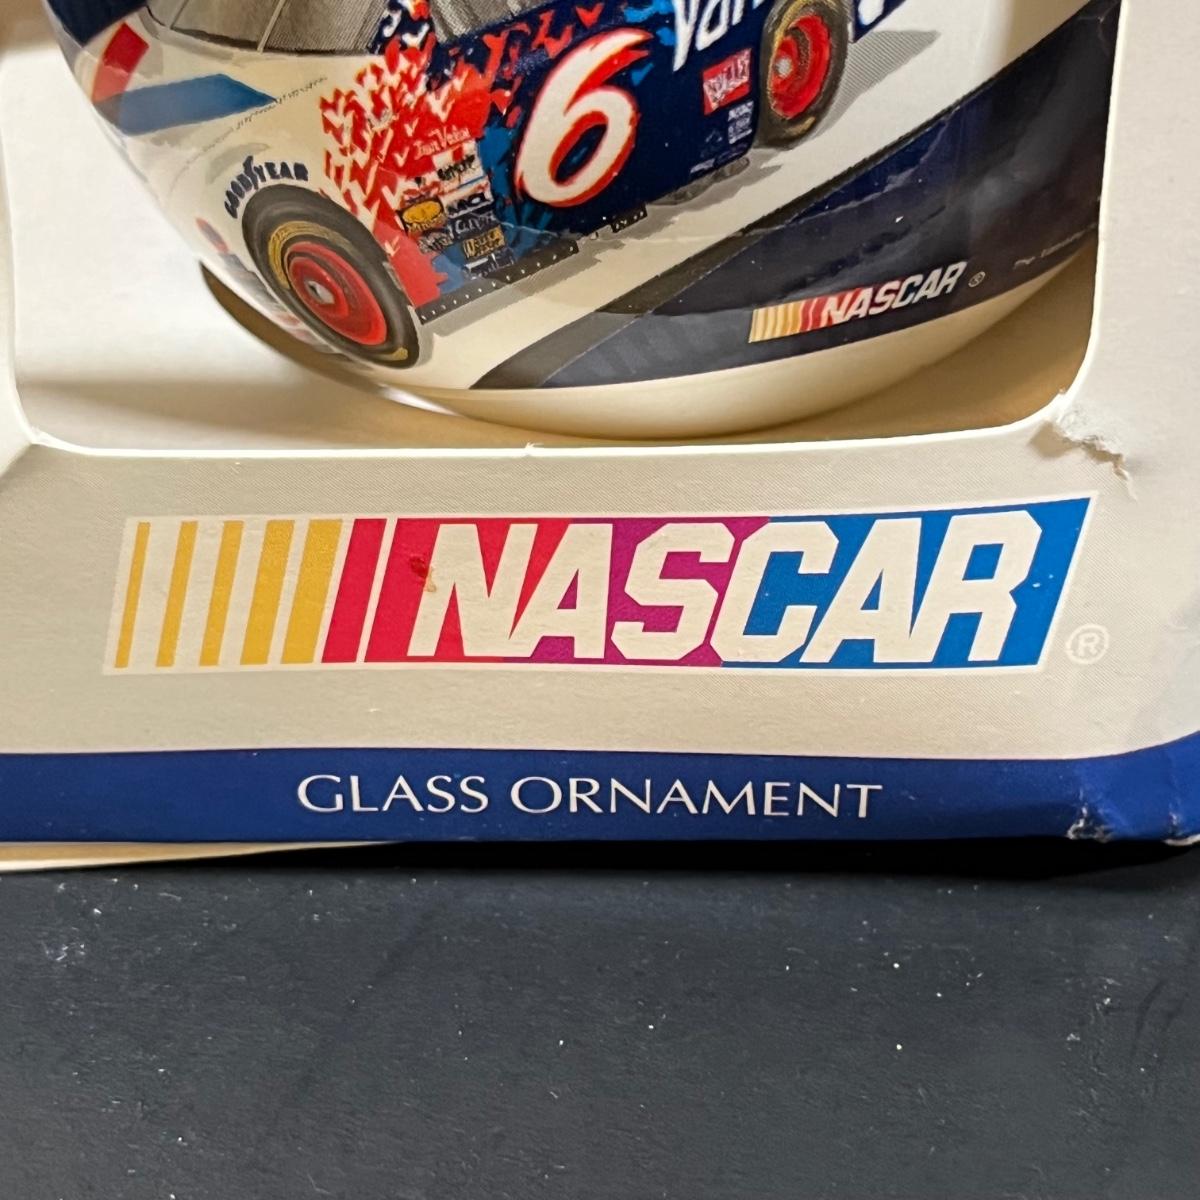 6
GOODYEAR
NASCAR ®
NASCAR ®
GLASS ORNAMENT